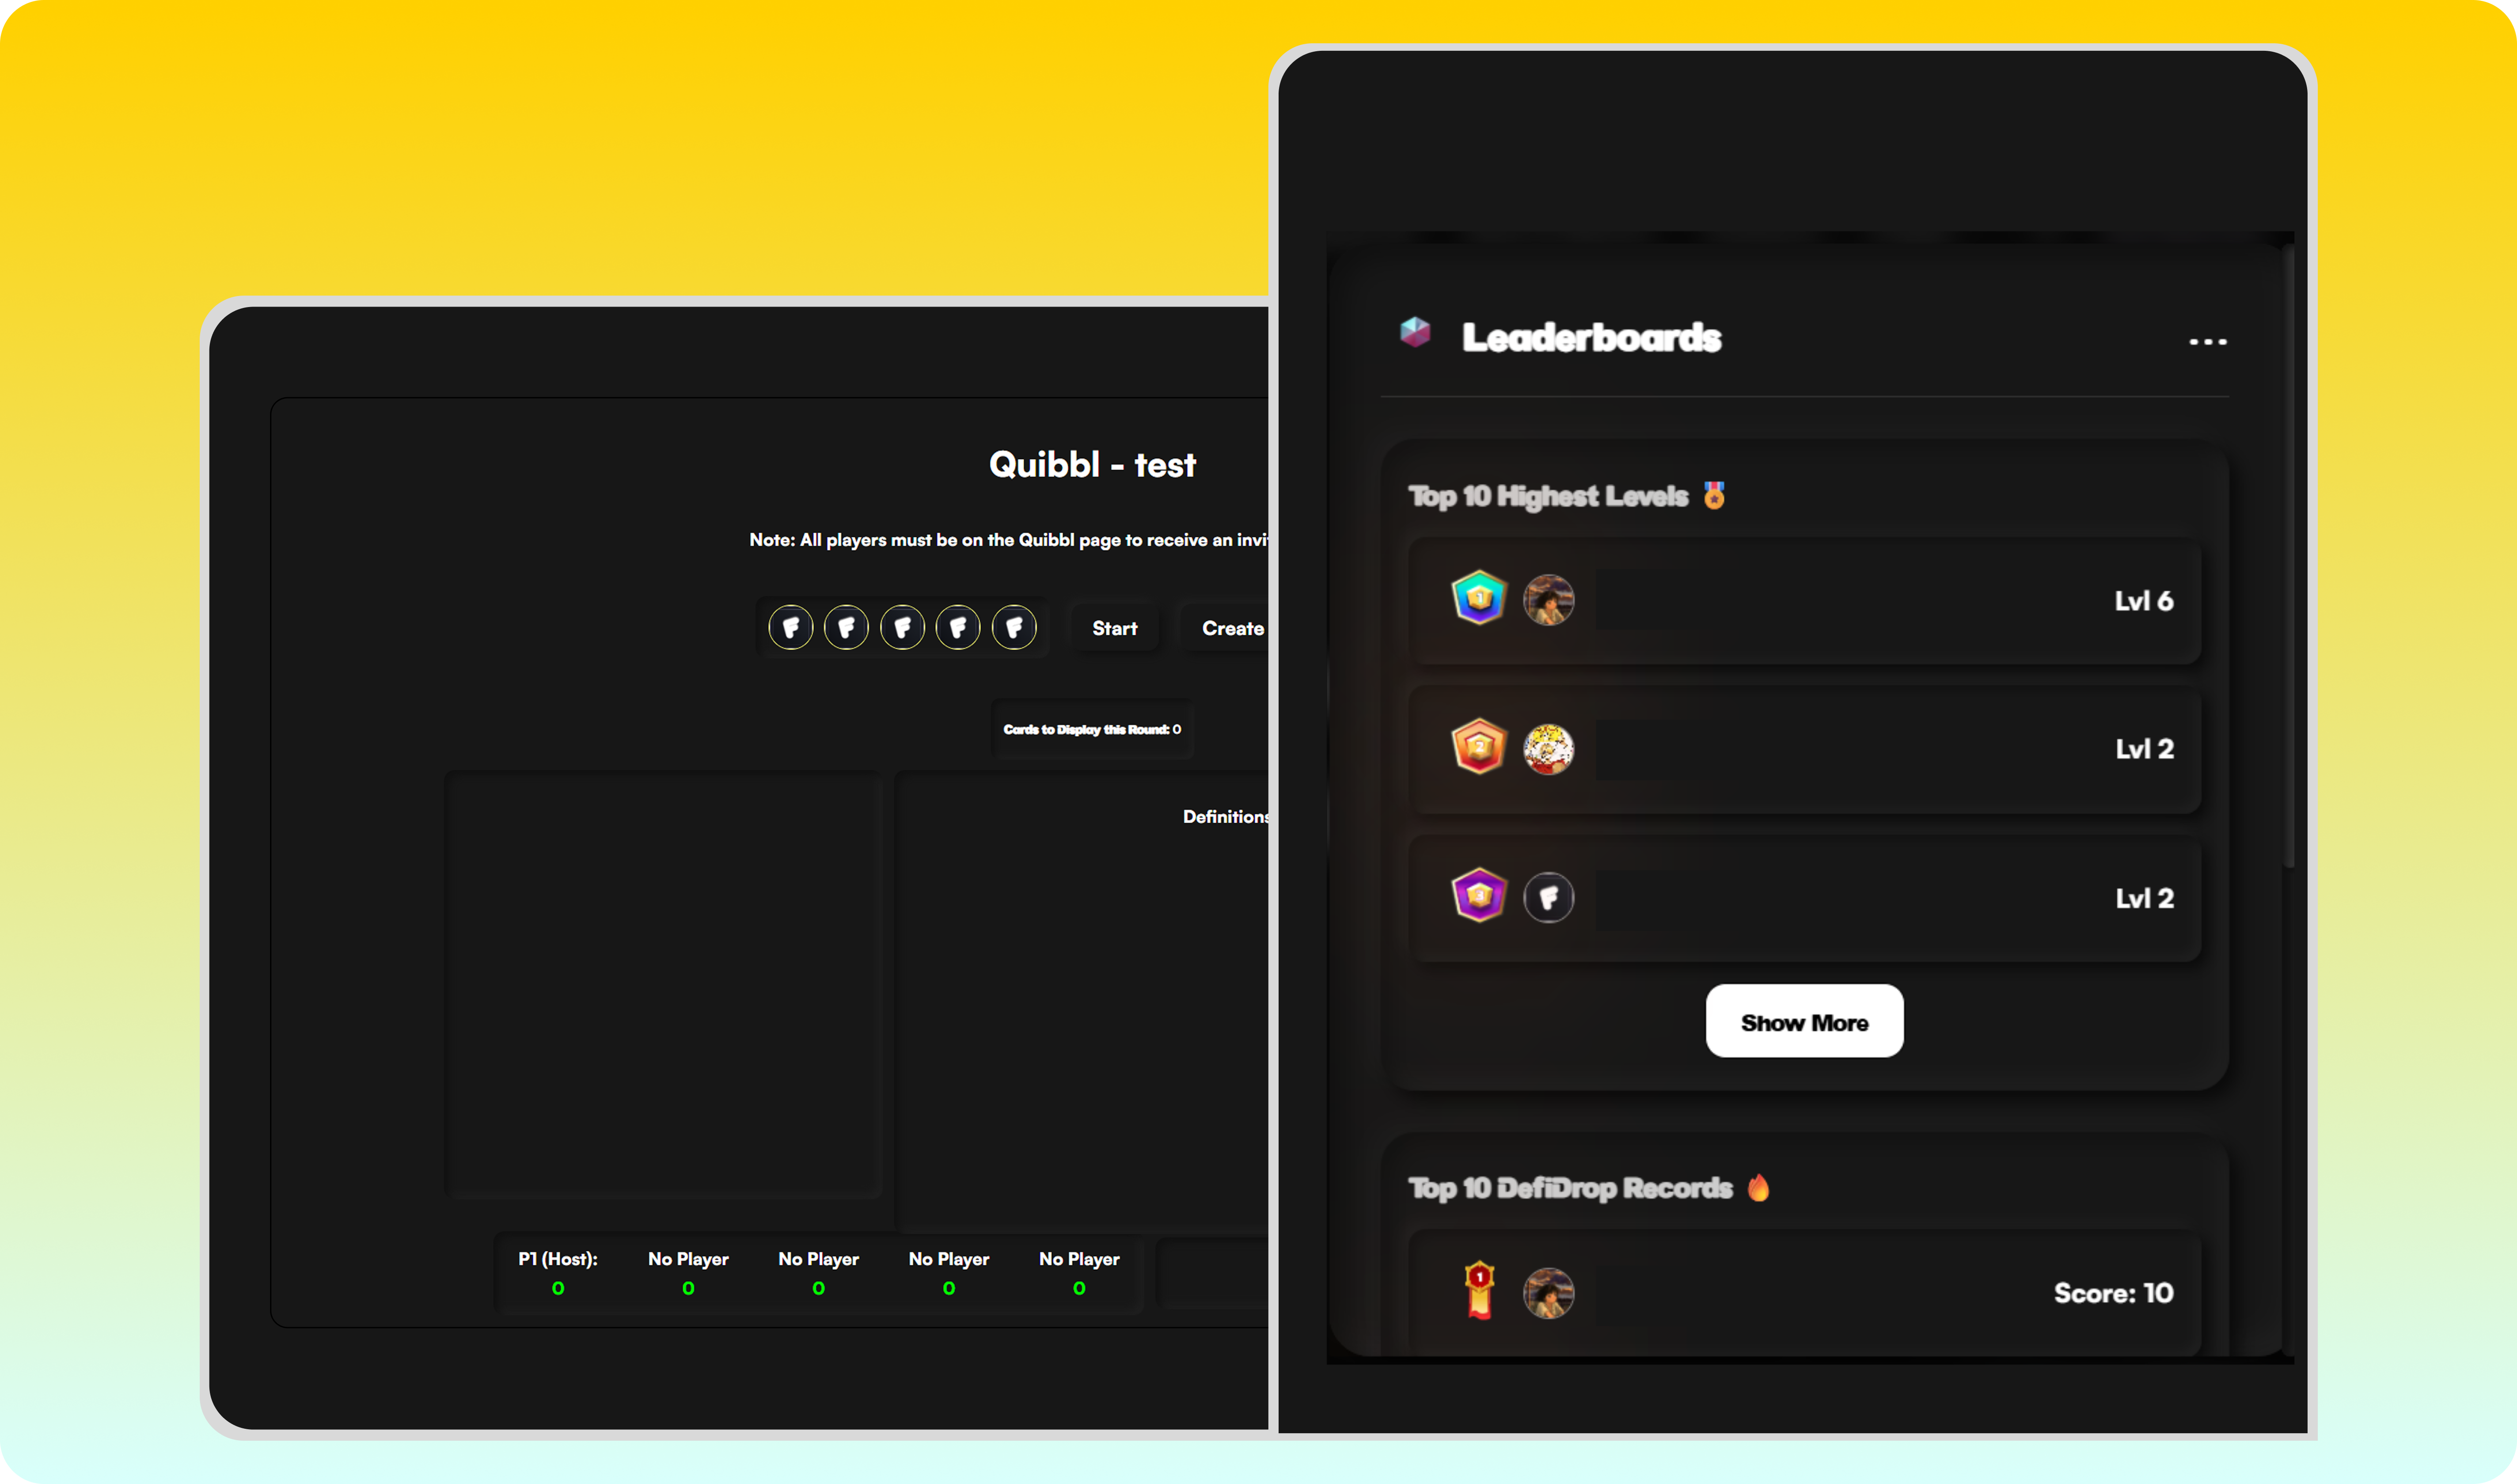 Quibbl - test
Note: All players must be on the Quibbl page to receive an
F F F F F
Start
Create
Cards to Display this Round: 0
Definitions
P1 (Host): No Player No Player No Player No Player
0 0 0 0 0
Leaderboards
...
Top 10 Highest Levels
1
Lvl 6
2
Lvl 2
3
F
Lvl 2
Show More
Top 10 DefiDrop Records
1
Score: 10